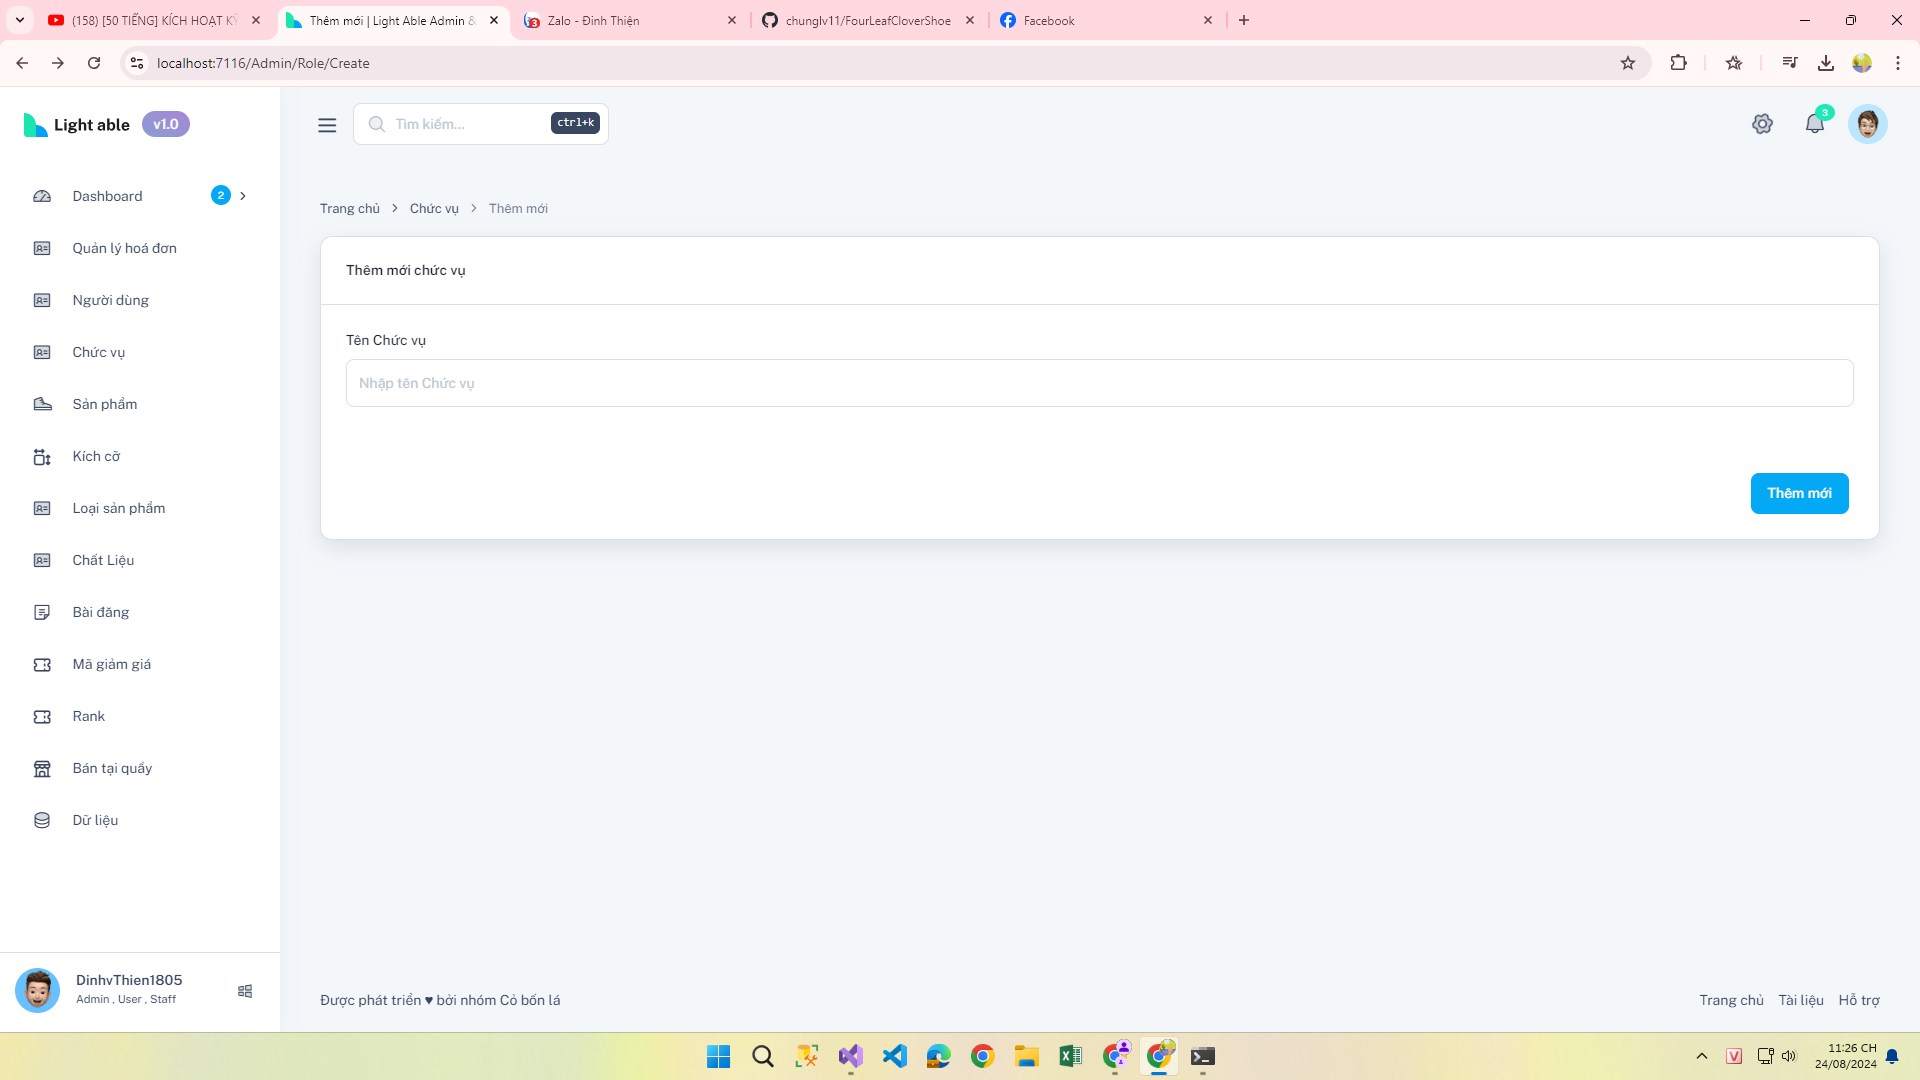 (158) [50 TIẾNG] KÍCH HOẠT KỸ
Thêm mới | Light Able Admin &
Zalo - Đình Thiện
chunglv11/FourLeafCloverShoe
Facebook
localhost:7116/Admin/Role/Create
Light able v1.0
Tìm kiếm... ctrl+k
3
Dashboard 2
Quản lý hoá đơn
Người dùng
Chức vụ
Sản phẩm
Kích cỡ
Loại sản phẩm
Chất Liệu
Bài đăng
Mã giảm giá
Rank
Bán tại quầy
Dữ liệu
DinhvThien1805
Admin , User , Staff
Trang chủ > Chức vụ > Thêm mới
Thêm mới chức vụ
Tên Chức vụ
Nhập tên Chức vụ
Thêm mới
Được phát triển ♥ bởi nhóm Cỏ bốn lá
Trang chủ Tài liệu Hỗ trợ
11:26 CH
24/08/2024